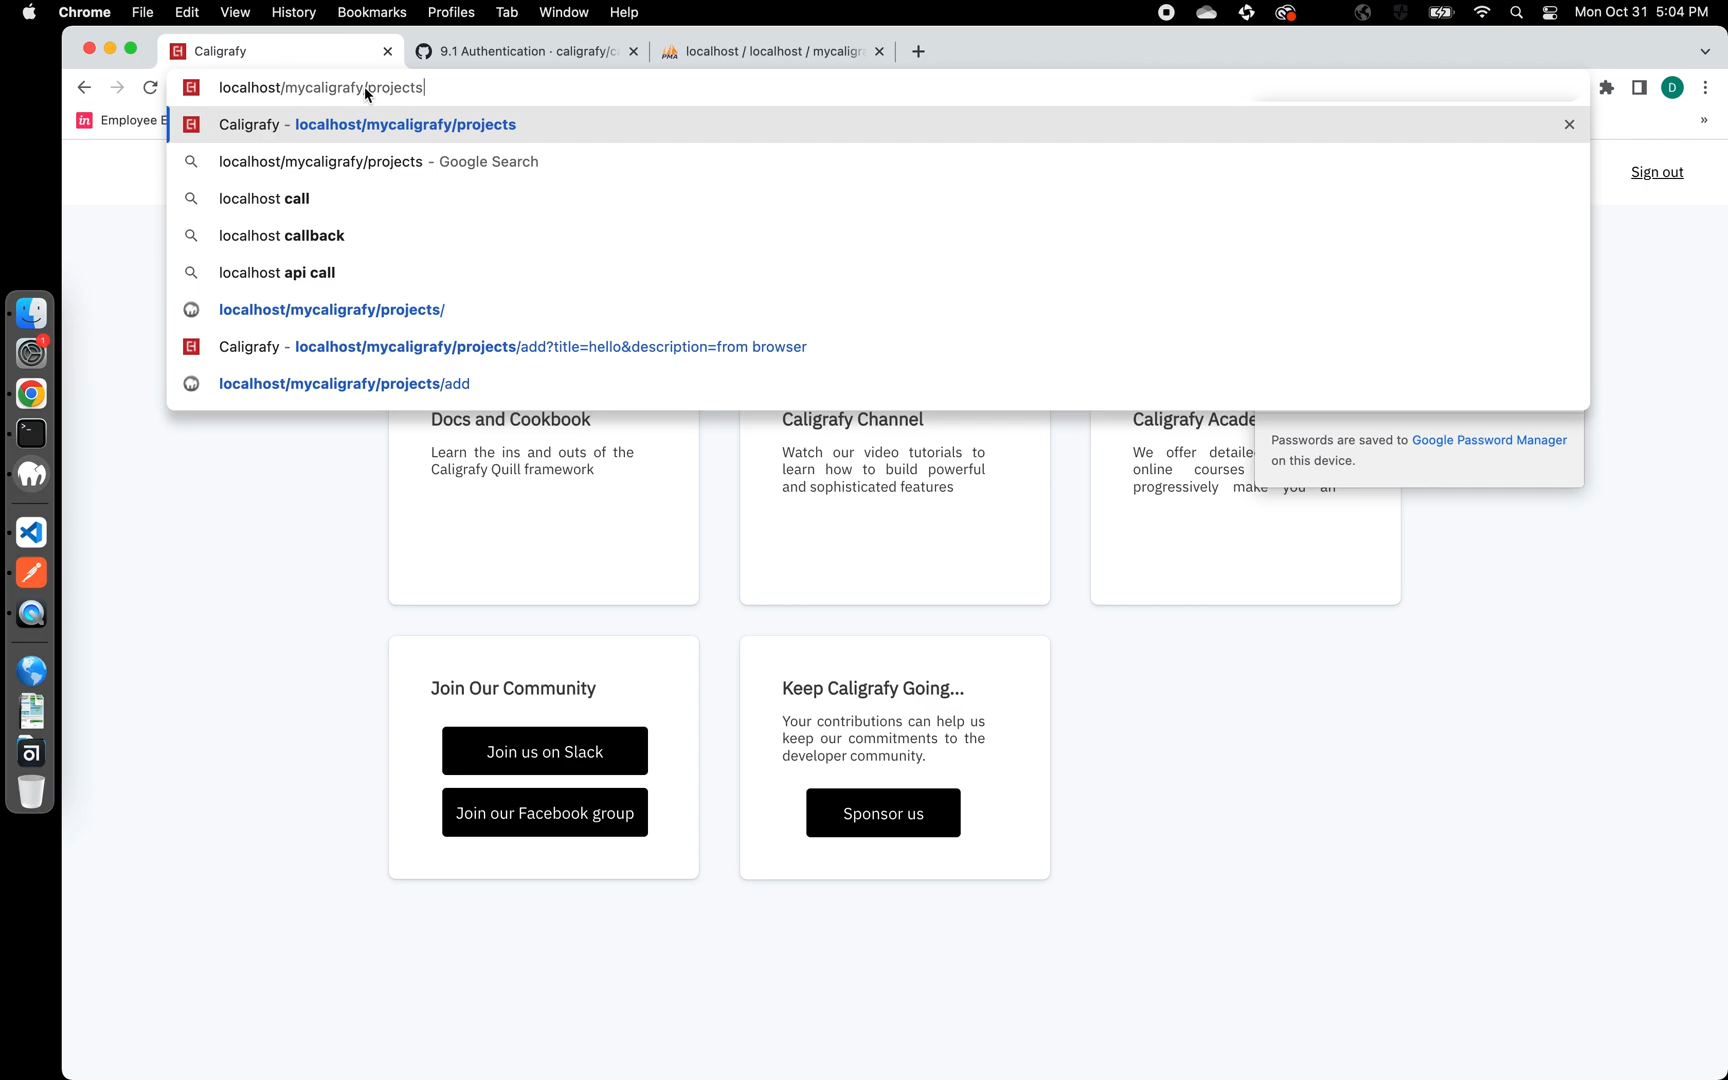 Chrome File Edit View History Bookmarks Profiles Tab Window Help Mon Oct 31 5:04 PM
Caligrafy 9.1 Authentication · caligrafy/c localhost / localhost / mycaligra
localhost/mycaligrafy/projects D
in Employee E »
Caligrafy - localhost/mycaligrafy/projects
localhost/mycaligrafy/projects - Google Search
Sign out
localhost call
localhost callback
localhost api call
localhost/mycaligrafy/projects/
Caligrafy - localhost/mycaligrafy/projects/add?title=hello&description=from browser
localhost/mycaligrafy/projects/add
Docs and Cookbook
Learn the ins and outs of the
Caligrafy Quill framework
Caligrafy Channel
Watch our video tutorials to
learn how to build powerful
and sophisticated features
Caligrafy Acade
We offer detaile
online courses
progressively make you an
Passwords are saved to Google Password Manager
on this device.
Join Our Community
Join us on Slack
Join our Facebook group
Keep Caligrafy Going...
Your contributions can help us
keep our commitments to the
developer community.
Sponsor us